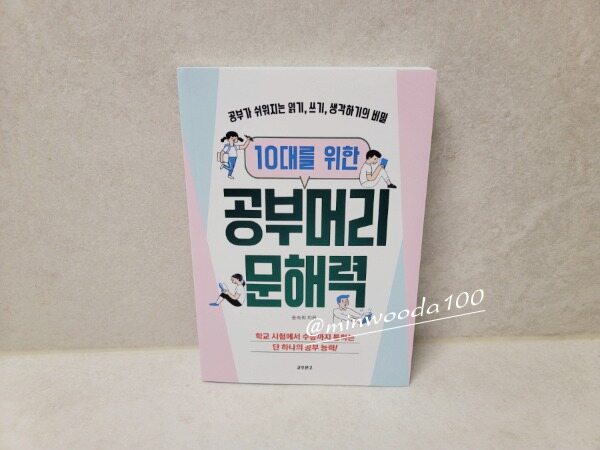 공부가 쉬워지는 읽기, 쓰기, 생각하기의 비밀
10대를 위한
공부머리
문해력
@minwooda100
학교 시험에서 수능까지 통하는
단 하나의 공부 능력!